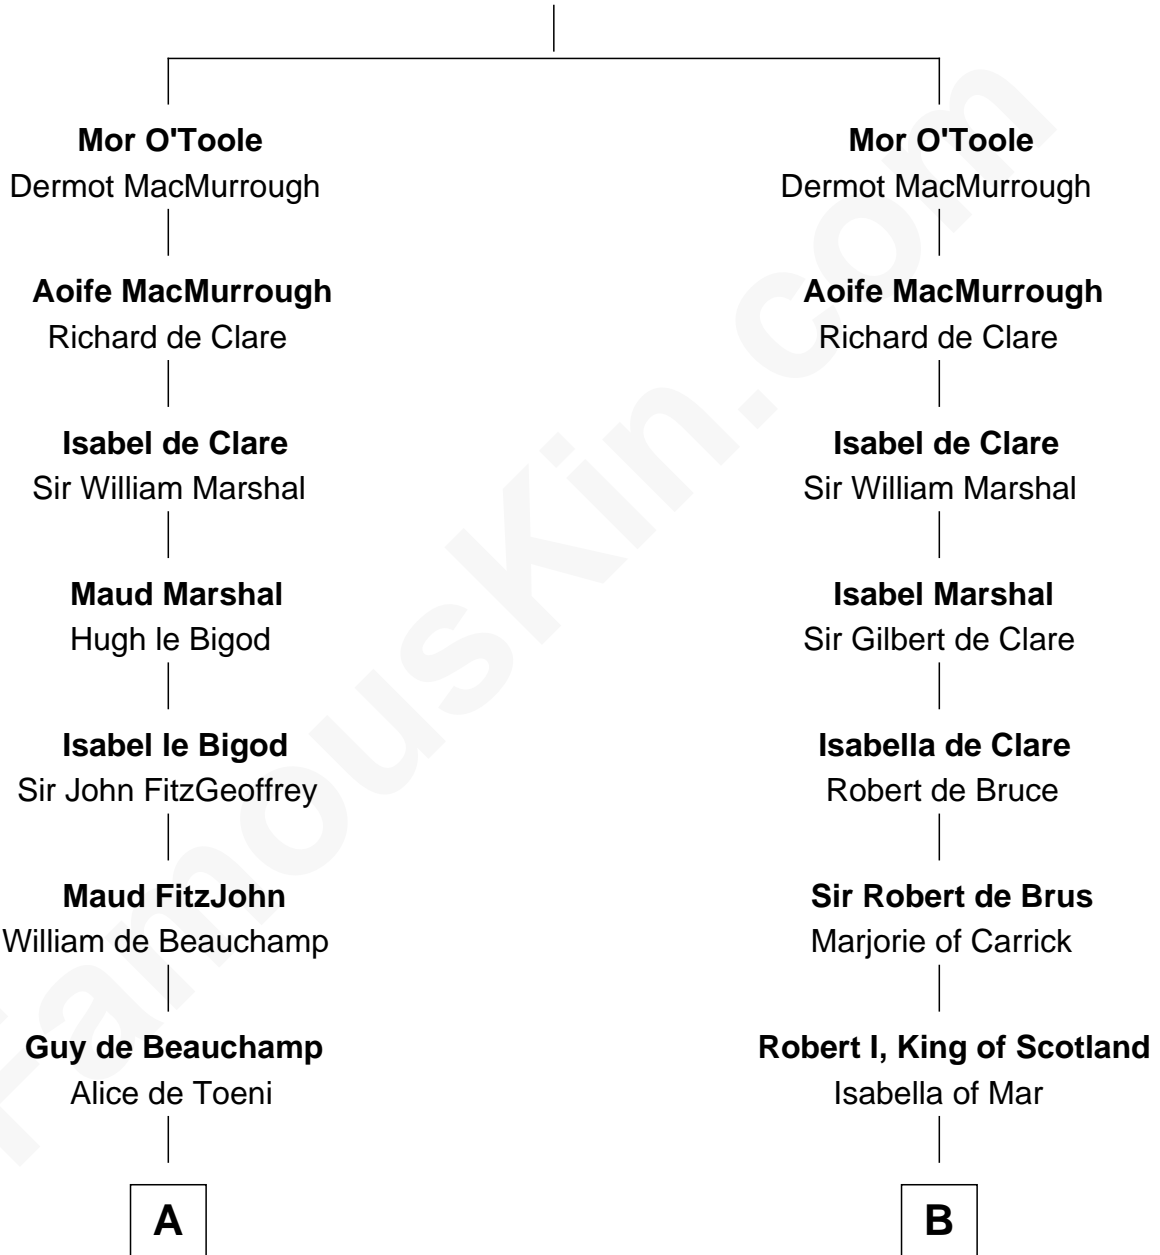 Mor O'Toole
Dermot MacMurrough
Aoife MacMurrough
Richard de Clare
Isabel de Clare
Sir William Marshal
Maud Marshal
Hugh le Bigod
Isabel le Bigod
Sir John FitzGeoffrey
Maud FitzJohn
William de Beauchamp
Guy de Beauchamp
Alice de Toeni
A
Mor O'Toole
Dermot MacMurrough
Aoife MacMurrough
Richard de Clare
Isabel de Clare
Sir William Marshal
Isabel Marshal
Sir Gilbert de Clare
Isabella de Clare
Robert de Bruce
Sir Robert de Brus
Marjorie of Carrick
Robert I, King of Scotland
Isabella of Mar
B
FamousKin.com